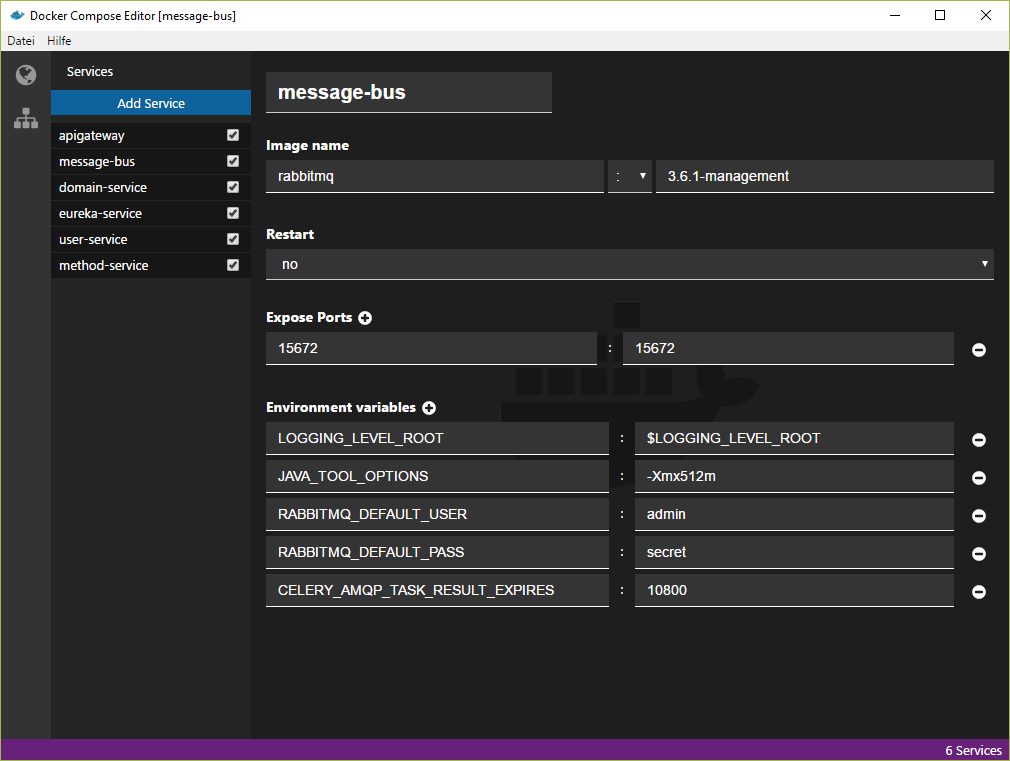 Docker Compose Editor [message-bus]
Datei Hilfe
Services
Add Service
apigateway
message-bus
domain-service
eureka-service
user-service
method-service
message-bus
Image name
rabbitmq : 3.6.1-management
Restart
no
Expose Ports
15672 : 15672
Environment variables
LOGGING_LEVEL_ROOT : $LOGGING_LEVEL_ROOT
JAVA_TOOL_OPTIONS : -Xmx512m
RABBITMQ_DEFAULT_USER : admin
RABBITMQ_DEFAULT_PASS : secret
CELERY_AMQP_TASK_RESULT_EXPIRES : 10800
6 Services